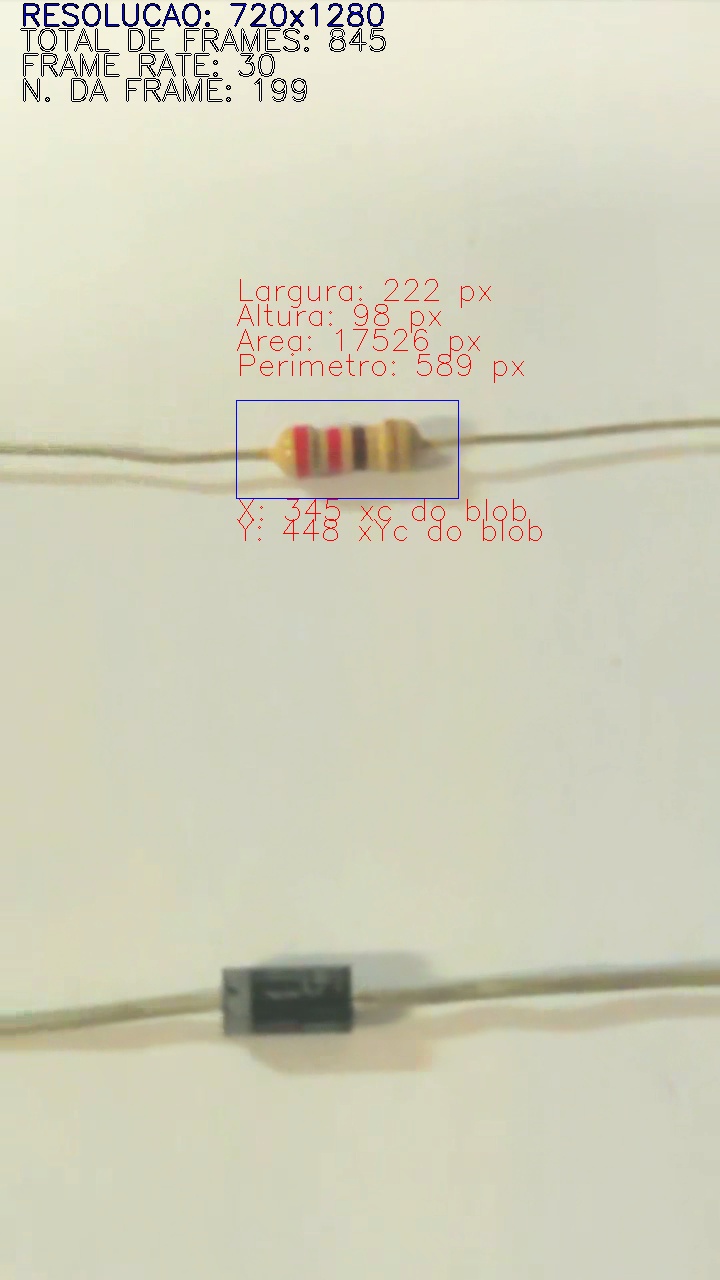 RESOLUCAO: 720x1280
TOTAL DE FRAMES: 845
FRAME RATE: 30
N. DA FRAME: 199
Largura: 222 px
Altura: 98 px
Area: 17526 px
Perimetro: 589 px
X: 345 xc do blob
Y: 448 xYc do blob